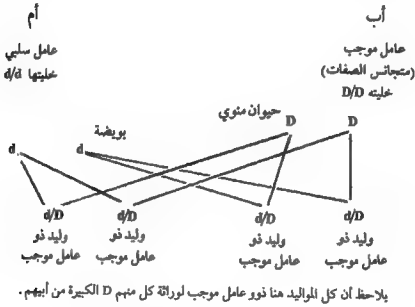 أب
أم
عامل موجب
عامل سلبي
(متجانس الصفات)
خليتها d/d
خليته D/D
حيوان منوي
D
D
بويضة
d
d
d/D
d/D
d/D
d/D
وليد ذو
وليد ذو
وليد ذو
وليد ذو
عامل موجب
عامل موجب
عامل موجب
عامل موجب
يلاحظ أن كل المواليد هنا ذوو عامل موجب لوراثة كل منهم D الكبيرة من أبيهم .